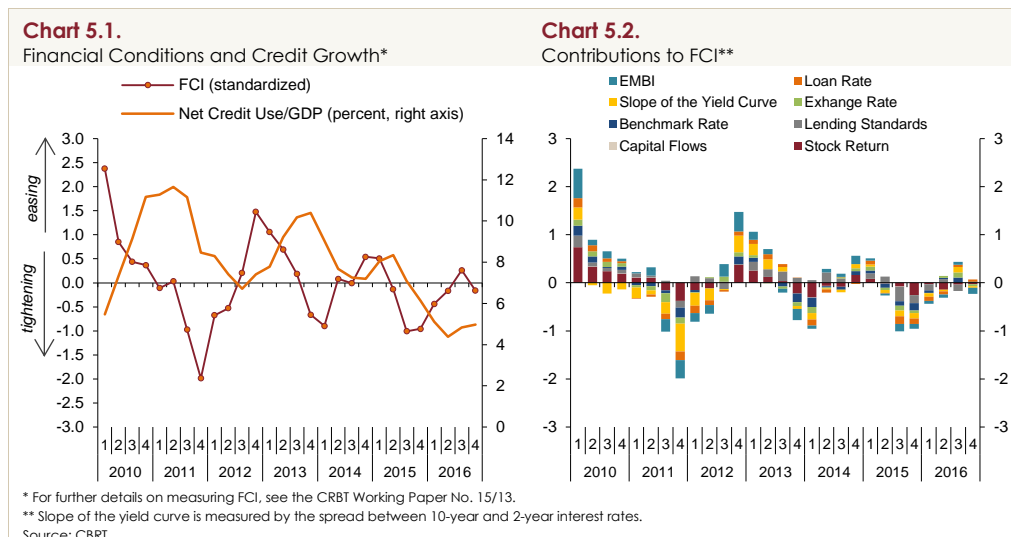 Chart 5.1.
Financial Conditions and Credit Growth*
FCI (standardized)
Net Credit Use/GDP (percent, right axis)
easing
tightening
3.0
2.5
2.0
1.5
1.0
0.5
0.0
-0.5
-1.0
-1.5
-2.0
-2.5
-3.0
14
12
10
8
6
4
2
0
1 2 3 4 1 2 3 4 1 2 3 4 1 2 3 4 1 2 3 4 1 2 3 4 1 2 3 4
2010 2011 2012 2013 2014 2015 2016
Chart 5.2.
Contributions to FCI**
EMBI Loan Rate
Slope of the Yield Curve Exhange Rate
Benchmark Rate Lending Standards
Capital Flows Stock Return
3
2
1
0
-1
-2
-3
3
2
1
0
-1
-2
-3
1 2 3 4 1 2 3 4 1 2 3 4 1 2 3 4 1 2 3 4 1 2 3 4 1 2 3 4
2010 2011 2012 2013 2014 2015 2016
* For further details on measuring FCI, see the CRBT Working Paper No. 15/13.
** Slope of the yield curve is measured by the spread between 10-year and 2-year interest rates.
Source: CBRT